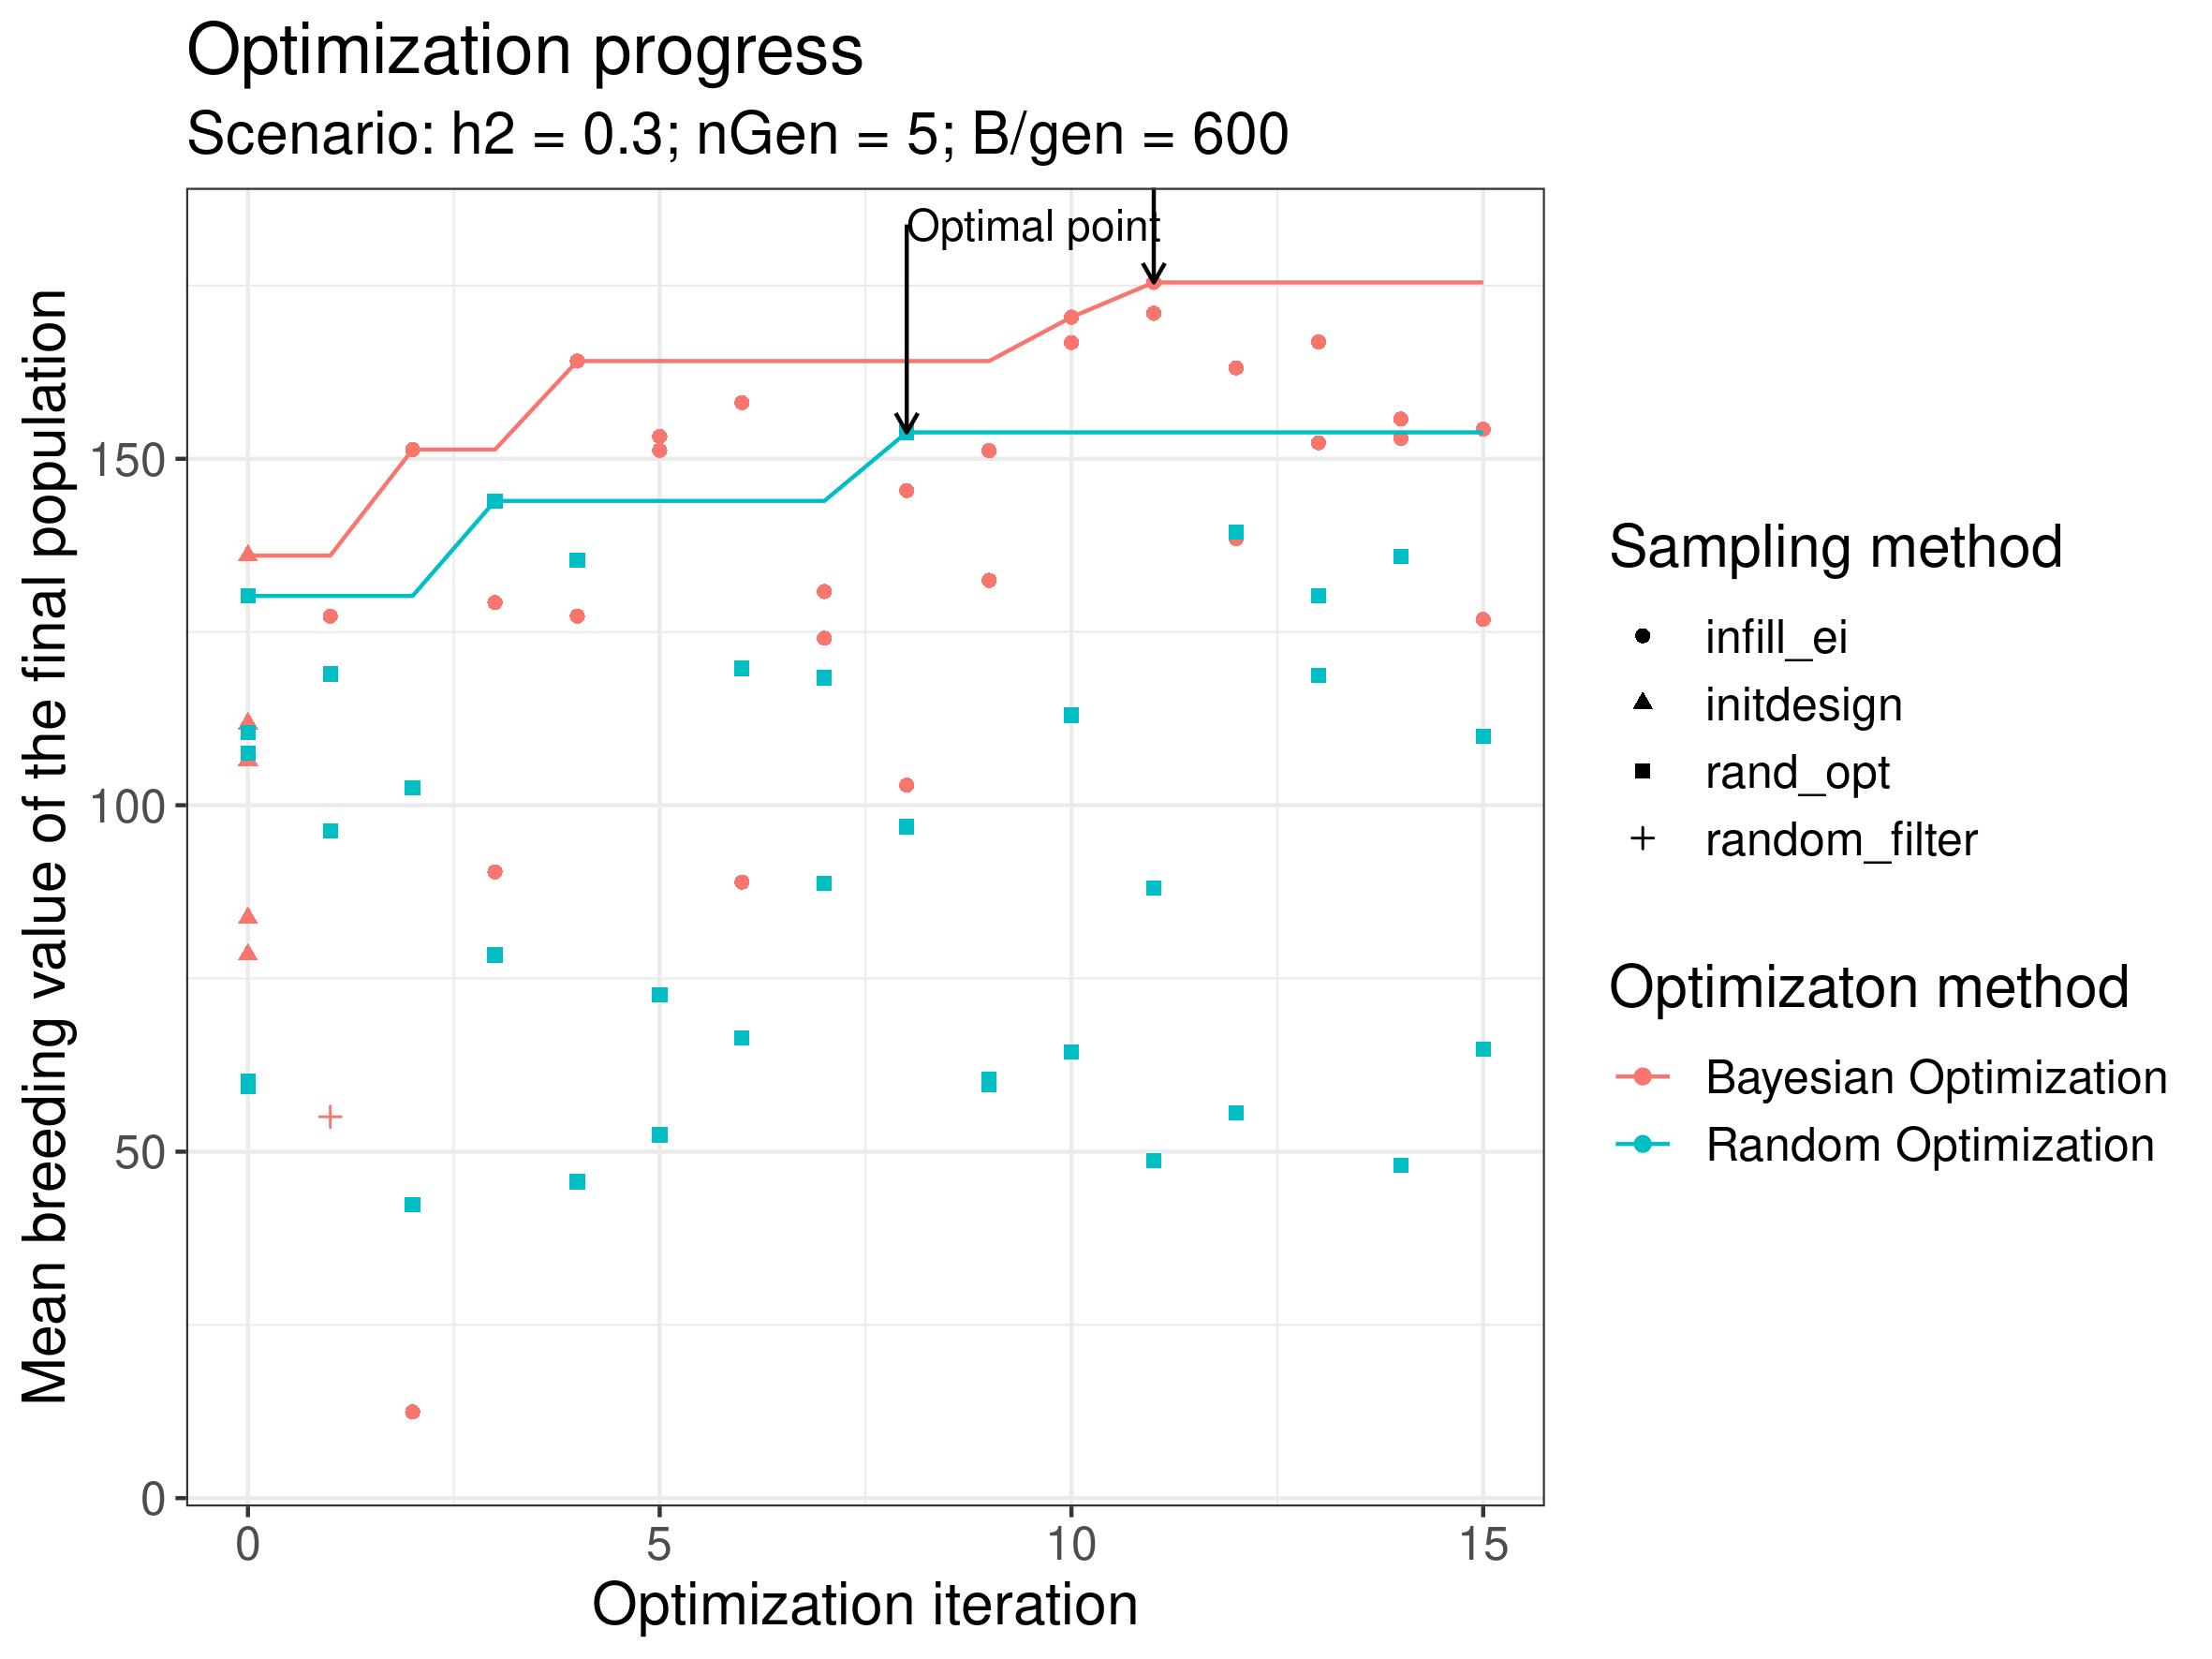 Optimization progress
Scenario: h2 = 0.3; nGen = 5; B/gen = 600
Mean breeding value of the final population
150
100
50
0
Optimal point
0
5
10
15
Optimization iteration
Sampling method
infill_ei
initdesign
rand_opt
random_filter
Optimizaton method
Bayesian Optimization
Random Optimization